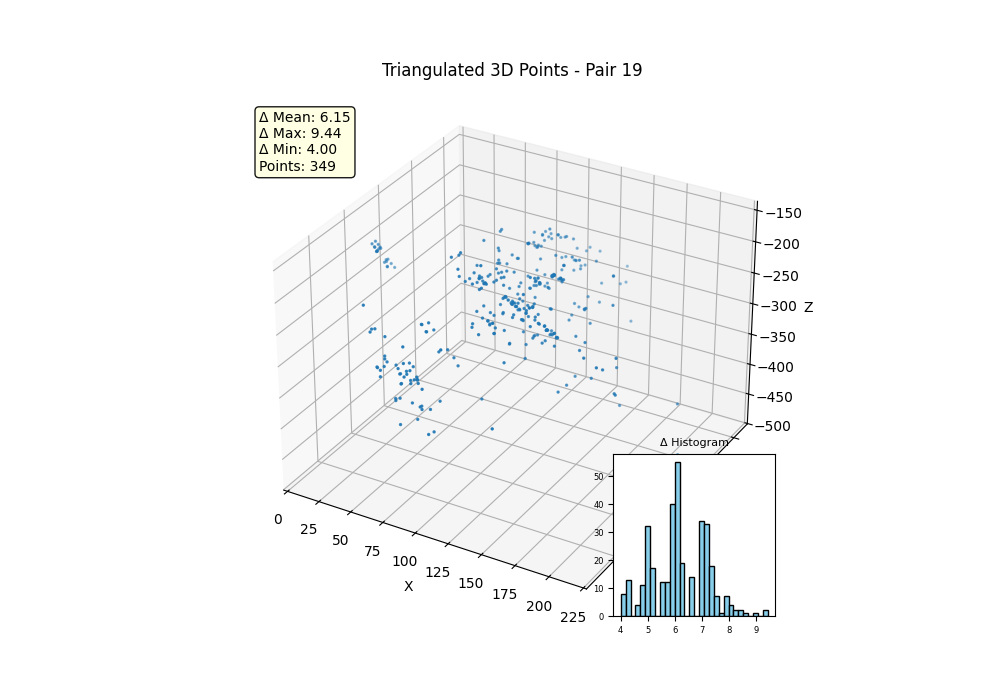 Triangulated 3D Points - Pair 19
Δ Mean: 6.15
Δ Max: 9.44
Δ Min: 4.00
Points: 349
−150
−200
−250
−300
−350
−400
−450
−500
Z
0
25
50
75
100
125
150
175
200
225
X
Δ Histogram
50
40
30
20
10
0
4 5 6 7 8 9